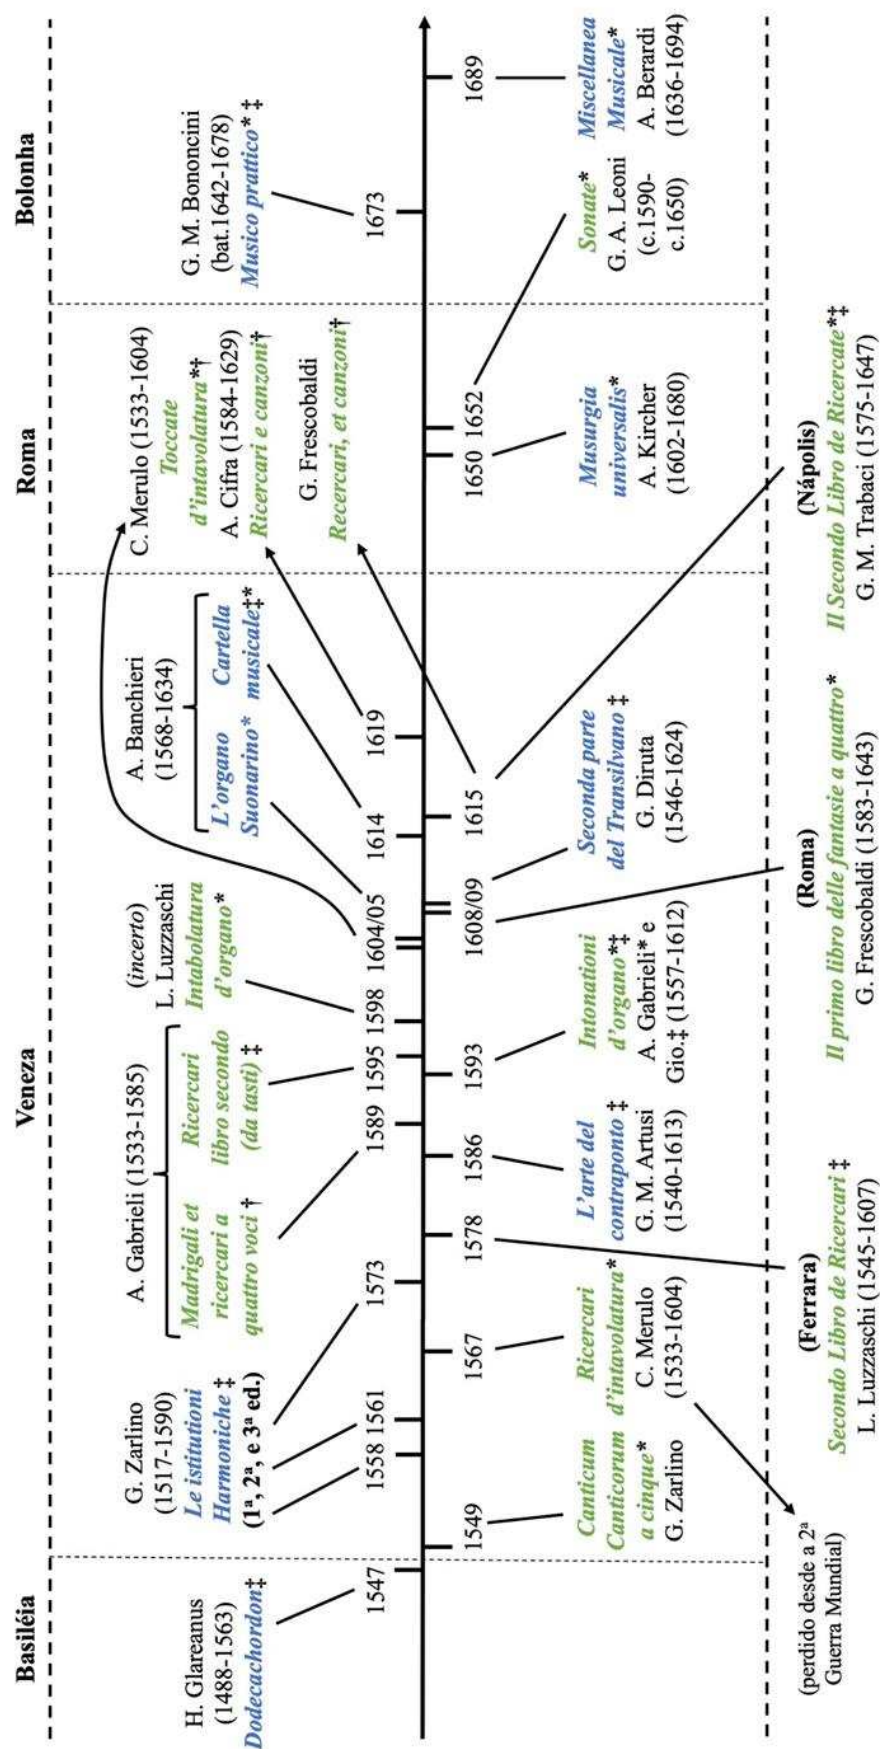 Basiléia
Veneza
Roma
Bolonha
H. Glareanus
(1488-1563)
Dodecachordon‡
G. Zarlino
(1517-1590)
Le istitutioni
Harmoniche ‡
(1ª, 2ª, e 3ª ed.)
A. Gabrieli (1533-1585)
Madrigali et
ricercari a
quattro voci †
Ricercari
libro secondo
(da tasti) ‡
(incerto)
L. Luzzaschi
Intabolatura
d'organo*
A. Banchieri
(1568-1634)
L'organo
Suonarino*
Cartella
musicale‡*
C. Merulo (1533-1604)
Toccate
d'intavolatura*†
A. Cifra (1584-1629)
Ricercari e canzoni†
G. Frescobaldi
Recercari, et canzoni†
G. M. Bononcini
(bat.1642-1678)
Musico prattico*‡
1547
1558
1561
1573
1589
1595
1598
1604/05
1614
1619
1673
1549
1567
1578
1586
1593
1608/09
1615
1650
1652
1689
Canticum
Canticorum
a cinque*
G. Zarlino
Ricercari
d'intavolatura*
C. Merulo
(1533-1604)
L'arte del
contraponto ‡
G. M. Artusi
(1540-1613)
Intonationi
d'organo*‡
A. Gabrieli* e
Gio.‡ (1557-1612)
Seconda parte
del Transilvano ‡
G. Diruta
(1546-1624)
Musurgia
universalis*
A. Kircher
(1602-1680)
Sonate*
G. A. Leoni
(c.1590-
c.1650)
Miscellanea
Musicale*
A. Berardi
(1636-1694)
(perdido desde a 2ª
Guerra Mundial)
(Ferrara)
Secondo Libro de Ricercari ‡
L. Luzzaschi (1545-1607)
(Roma)
Il primo libro delle fantasie a quattro*
G. Frescobaldi (1583-1643)
(Nápolis)
Il Secondo Libro de Ricercate*‡
G. M. Trabaci (1575-1647)